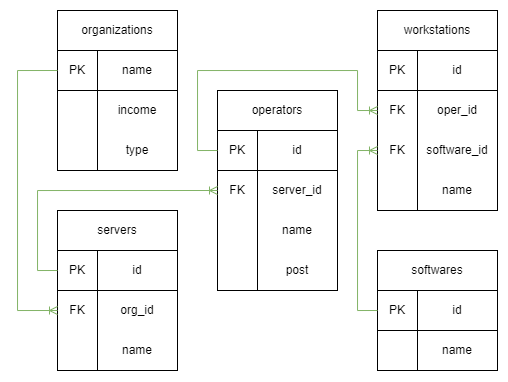 organizations
PK name
income
type
servers
PK id
FK org_id
name
operators
PK id
FK server_id
name
post
workstations
PK id
FK oper_id
FK software_id
name
softwares
PK id
name